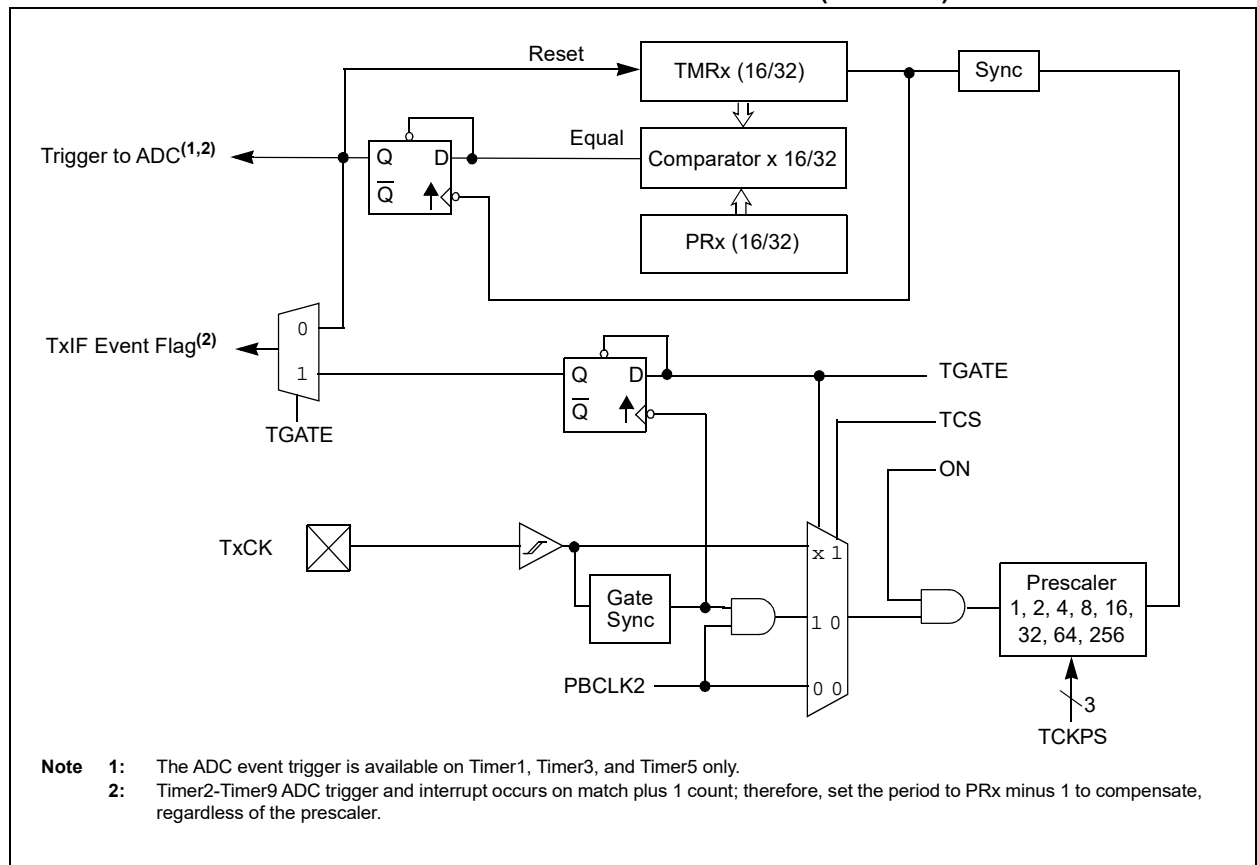 Reset
TMRx (16/32)
Sync
Trigger to ADC(1,2)
Q D
Q
Equal
Comparator x 16/32
PRx (16/32)
TxIF Event Flag(2)
0
1
TGATE
Q D
Q
TGATE
TCS
ON
TxCK
x 1
Gate
Sync
1 0
Prescaler
1, 2, 4, 8, 16,
32, 64, 256
PBCLK2
0 0
3
TCKPS
Note 1: The ADC event trigger is available on Timer1, Timer3, and Timer5 only.
2: Timer2-Timer9 ADC trigger and interrupt occurs on match plus 1 count; therefore, set the period to PRx minus 1 to compensate,
regardless of the prescaler.